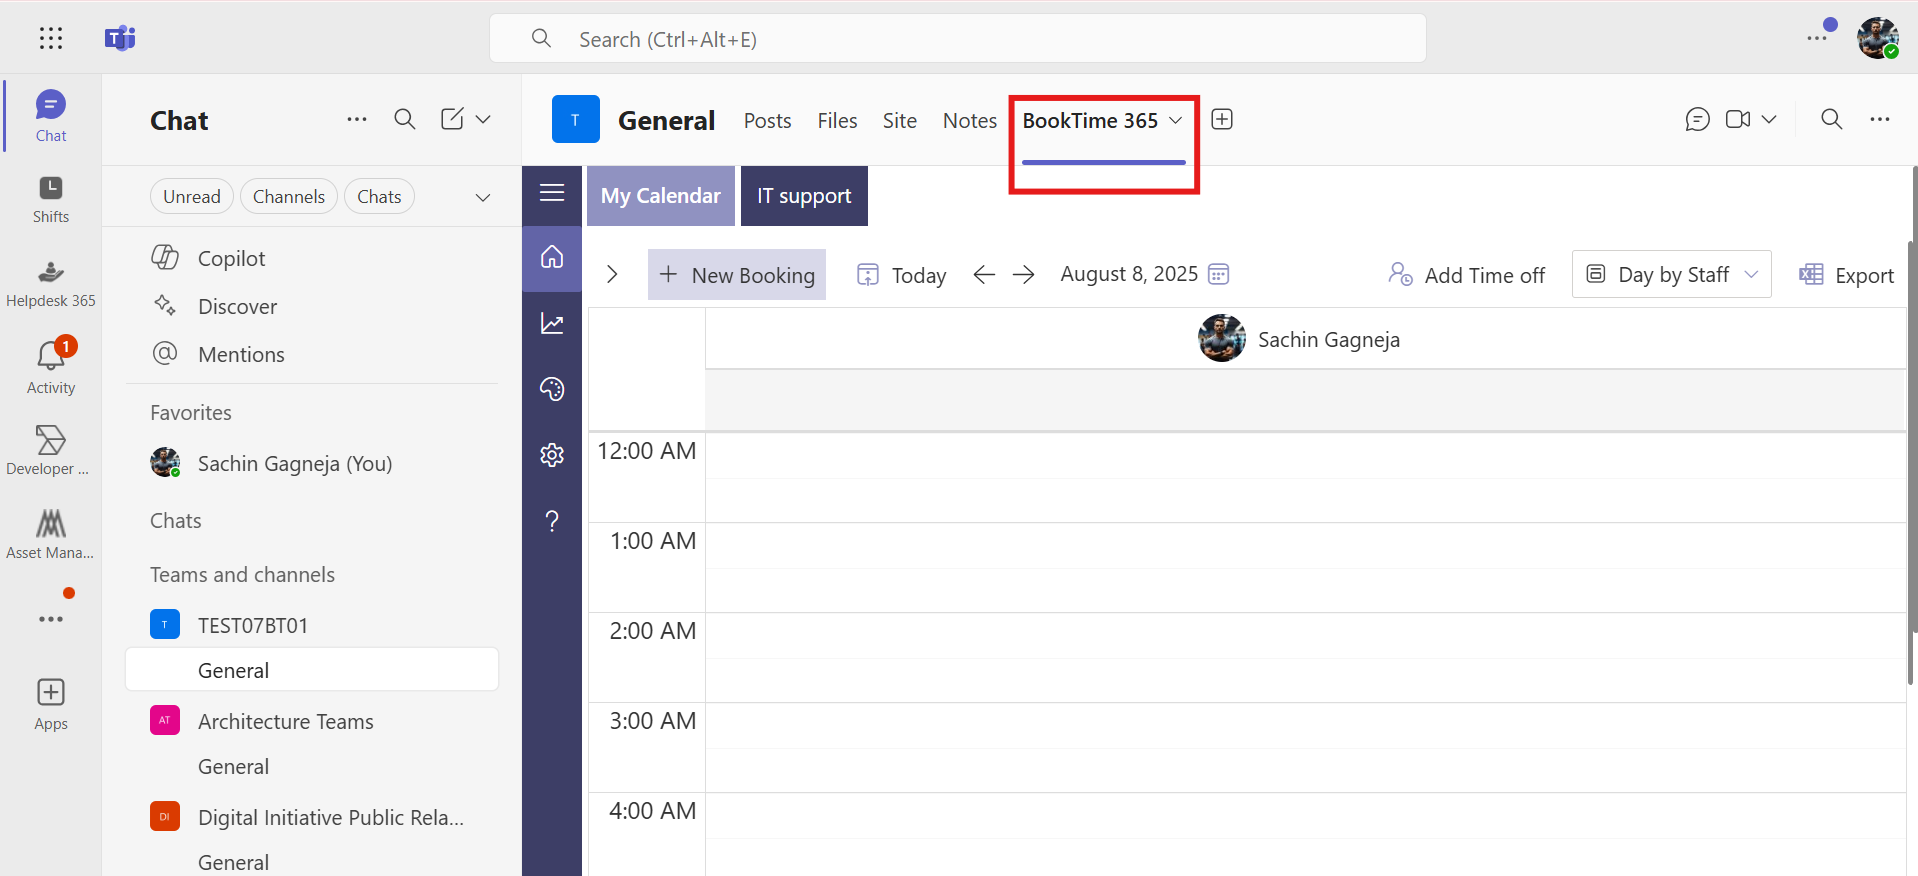 Search (Ctrl+Alt+E)
Chat
Shifts
Helpdesk 365
1
Activity
Developer ...
Asset Mana...
Apps
Chat
Unread Channels Chats
Copilot
Discover
Mentions
Favorites
Sachin Gagneja (You)
Chats
Teams and channels
T TEST07BT01
General
AT Architecture Teams
General
DI Digital Initiative Public Rela...
General
T General Posts Files Site Notes BookTime 365
My Calendar IT support
New Booking Today August 8, 2025 Add Time off Day by Staff Export
Sachin Gagneja
12:00 AM
1:00 AM
2:00 AM
3:00 AM
4:00 AM